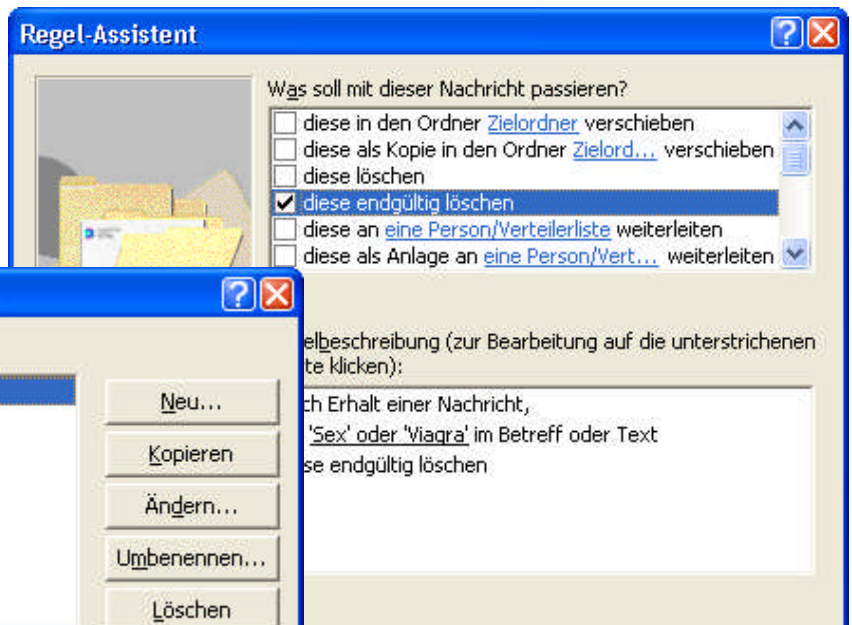 Regel-Assistent
Was soll mit dieser Nachricht passieren?
diese in den Ordner Zielordner verschieben
diese als Kopie in den Ordner Zielord... verschieben
diese löschen
diese endgültig löschen
diese an eine Person/Verteilerliste weiterleiten
diese als Anlage an eine Person/Vert... weiterleiten
elbeschreibung (zur Bearbeitung auf die unterstrichenen
te klicken):
ch Erhalt einer Nachricht,
'Sex' oder 'Viagra' im Betreff oder Text
se endgültig löschen
Neu...
Kopieren
Ändern...
Umbenennen...
Löschen